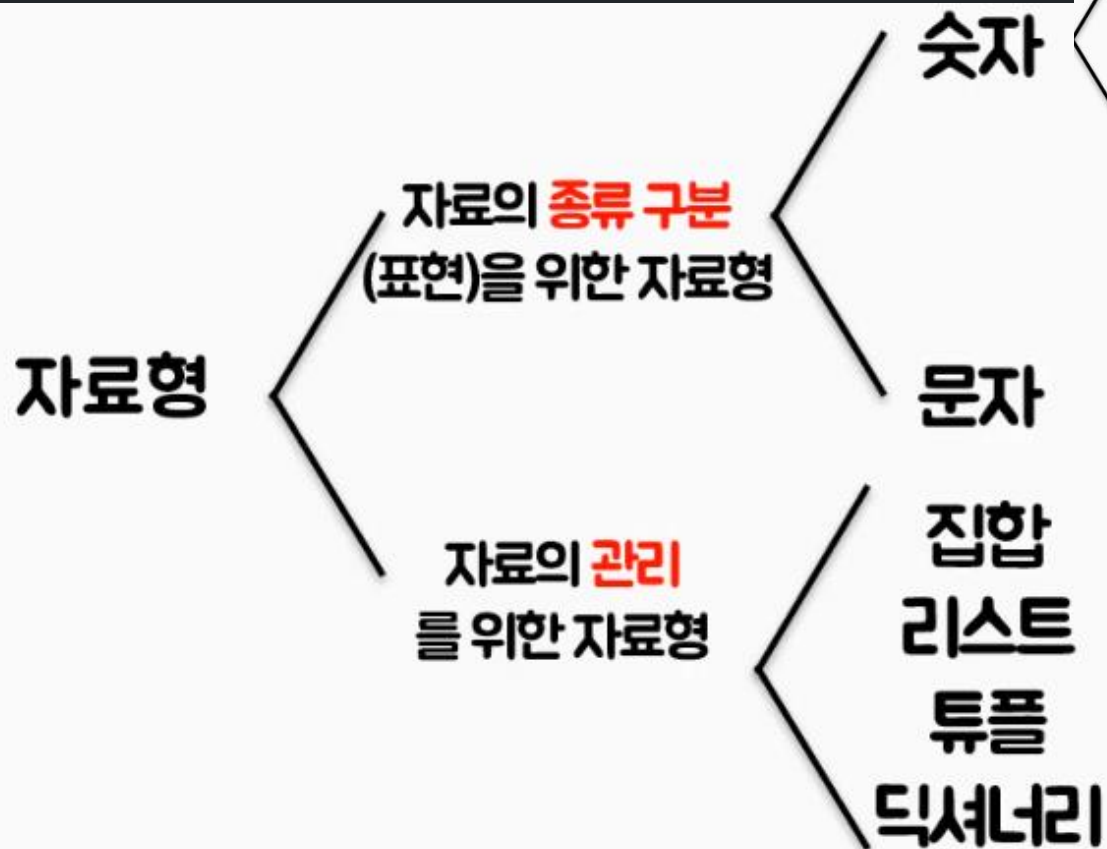 숫자
자료의 종류 구분
(표현)을 위한 자료형
자료형
문자
집합
자료의 관리
를 위한 자료형
리스트
튜플
딕셔너리